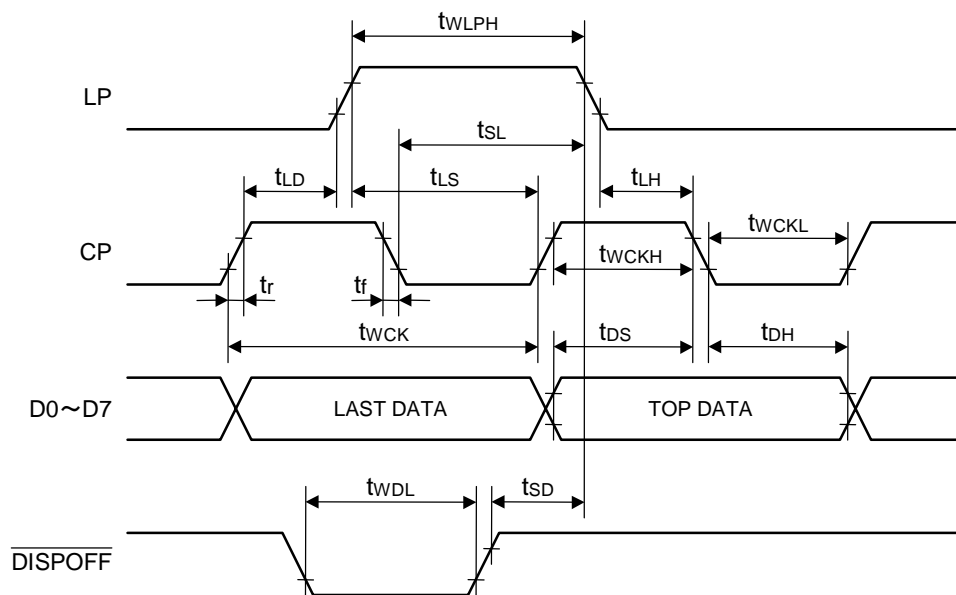 tWLPH
LP
tSL
tLD
tLS
tLH
tWCKL
CP
tWCKH
tr
tf
tWCK
tDS
tDH
D0～D7
LAST DATA
TOP DATA
tWDL
tSD
DISPOFF